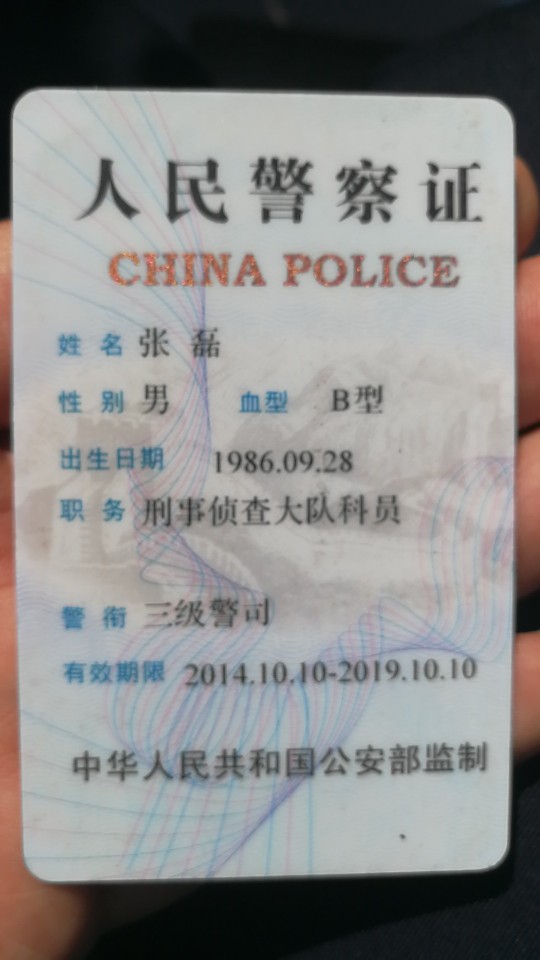 人民警察证
CHINA POLICE
姓名 张磊
性别 男 血型 B型
出生日期 1986.09.28
职务 刑事侦查大队科员
警衔 三级警司
有效期限 2014.10.10-2019.10.10
中华人民共和国公安部监制